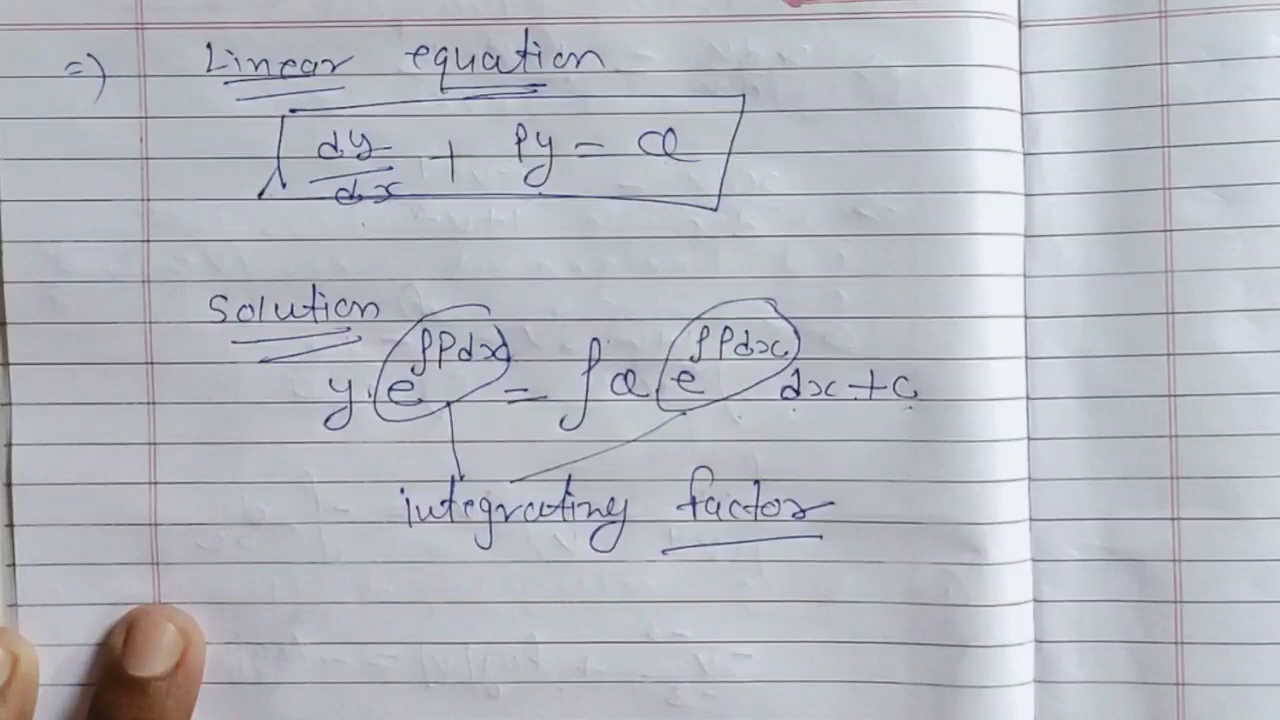 =) Linear equation
dy/dx + Py = Q
Solution
y.e^∫Pdx = ∫Q.e^∫Pdx dx + c
integrating factor